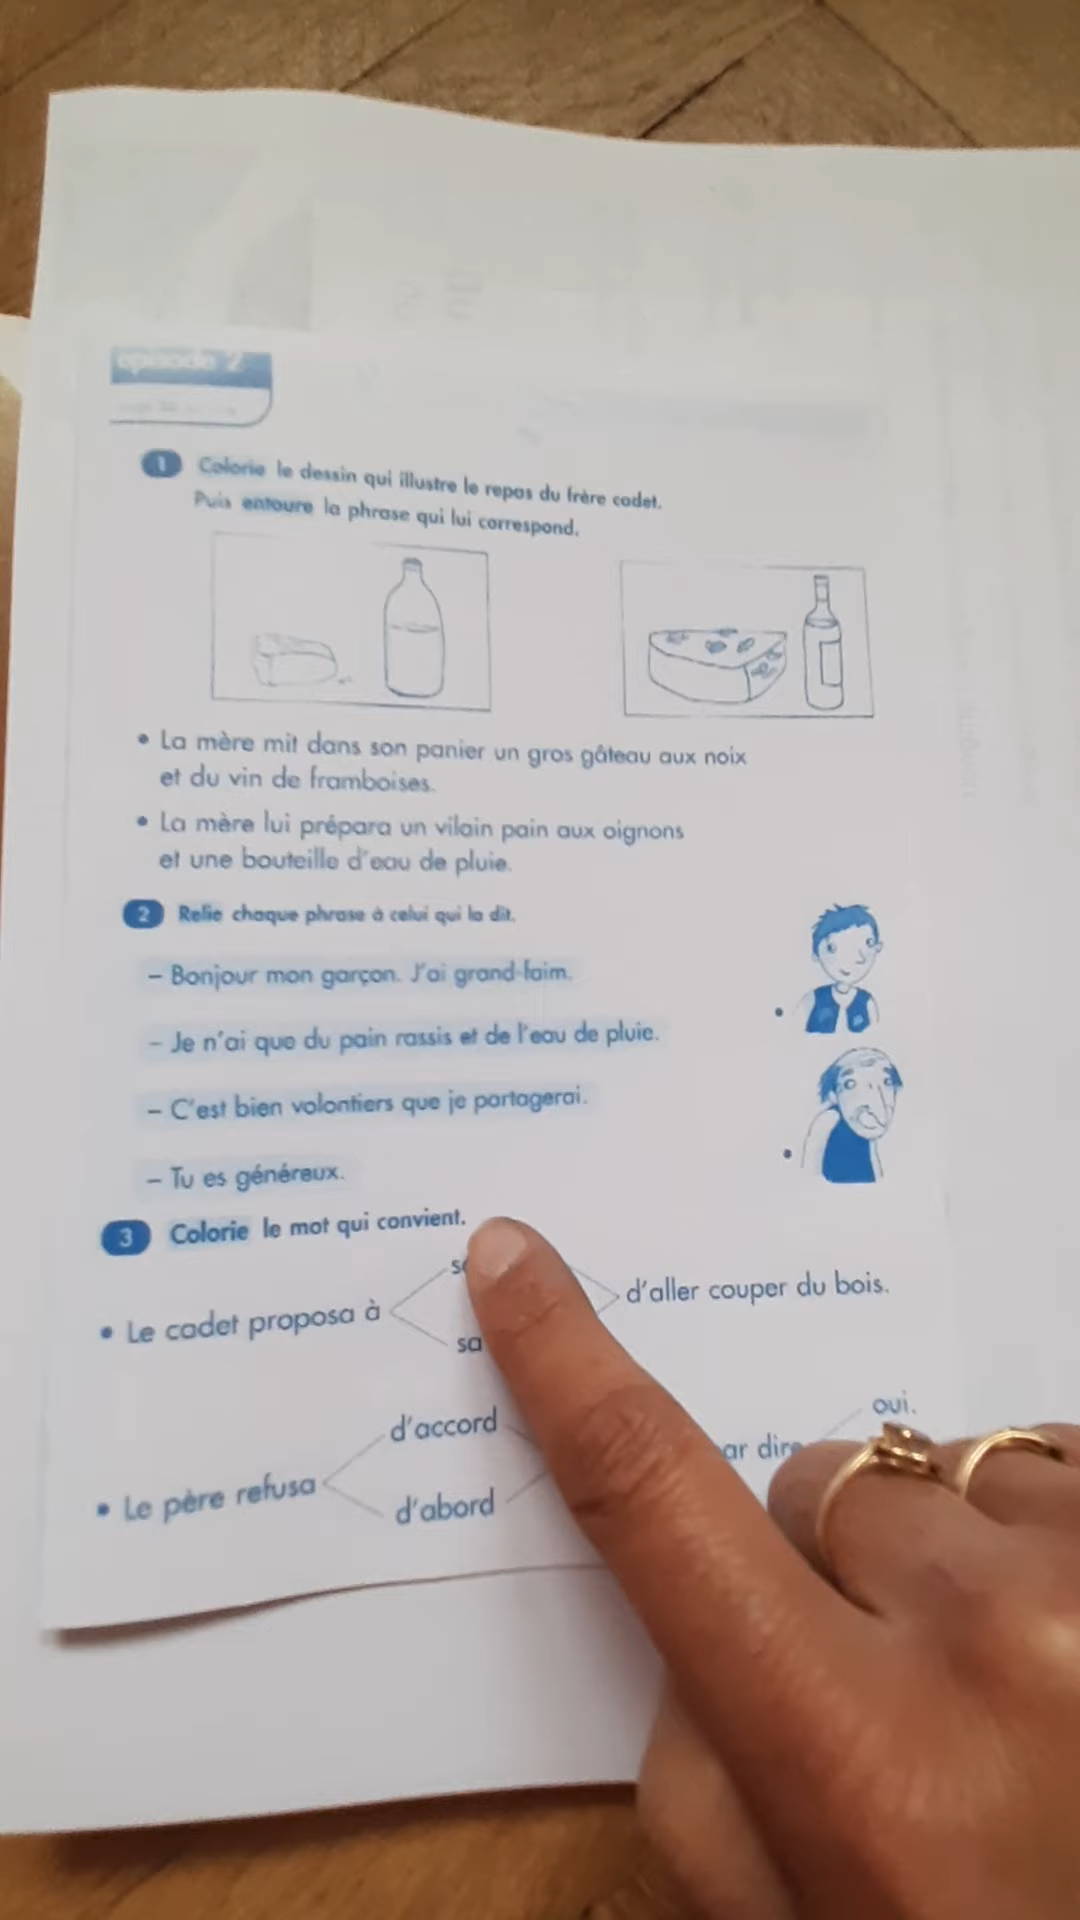 épisode 2
1 Colorie le dessin qui illustre le repas du frère cadet.
Puis entoure la phrase qui lui correspond.
• La mère mit dans son panier un gros gâteau aux noix
et du vin de framboises.
• La mère lui prépara un vilain pain aux oignons
et une bouteille d'eau de pluie.
2 Relie chaque phrase à celui qui la dit.
– Bonjour mon garçon. J'ai grand-faim.
– Je n'ai que du pain rassis et de l'eau de pluie.
– C'est bien volontiers que je partagerai.
– Tu es généreux.
3 Colorie le mot qui convient.
• Le cadet proposa à
sa
d'aller couper du bois.
• Le père refusa
d'accord
d'abord
dire
oui.